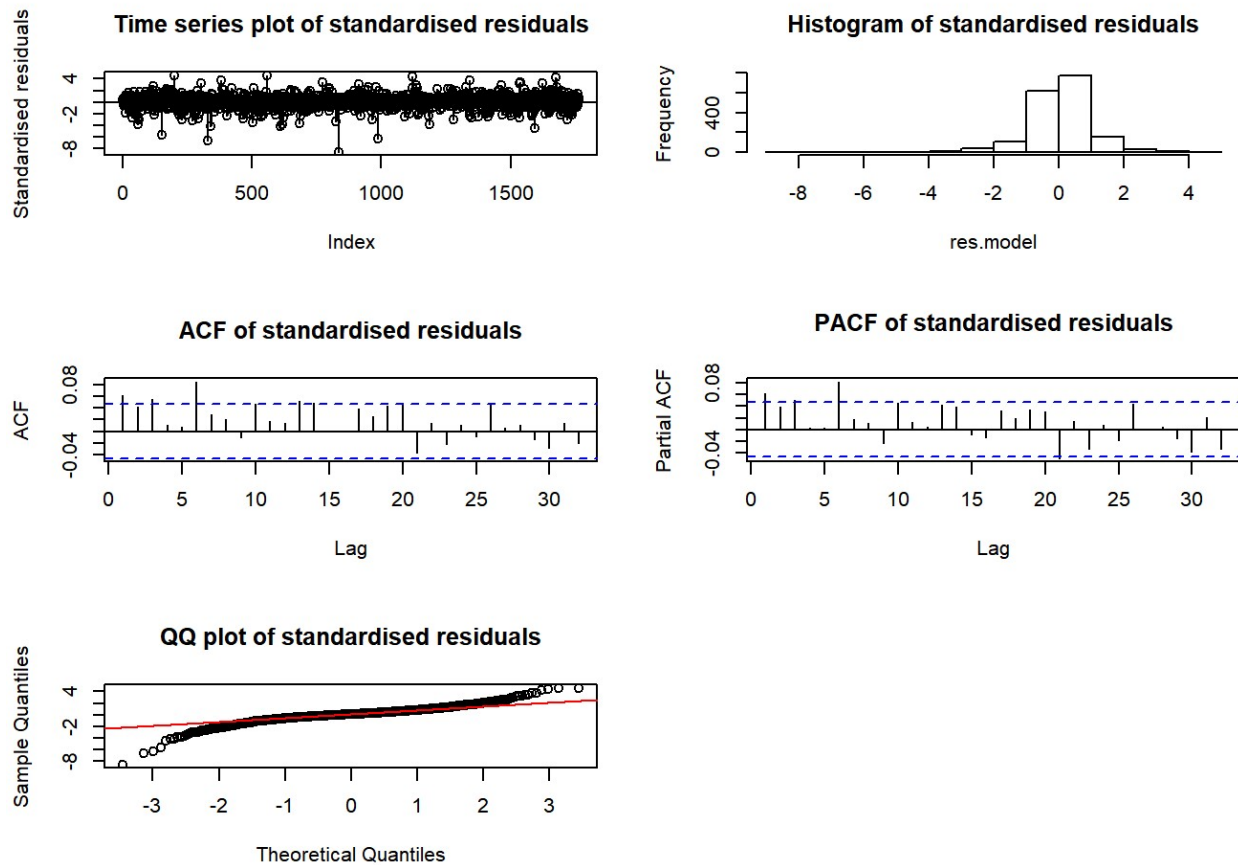 Time series plot of standardised residuals
Standardised residuals
4
-2
-8
0 500 1000 1500
Index
Histogram of standardised residuals
Frequency
400
0
-8 -6 -4 -2 0 2 4
res.model
ACF of standardised residuals
ACF
0.08
-0.04
0 5 10 15 20 25 30
Lag
PACF of standardised residuals
Partial ACF
0.08
-0.04
0 5 10 15 20 25 30
Lag
QQ plot of standardised residuals
Sample Quantiles
4
-2
-8
-3 -2 -1 0 1 2 3
Theoretical Quantiles